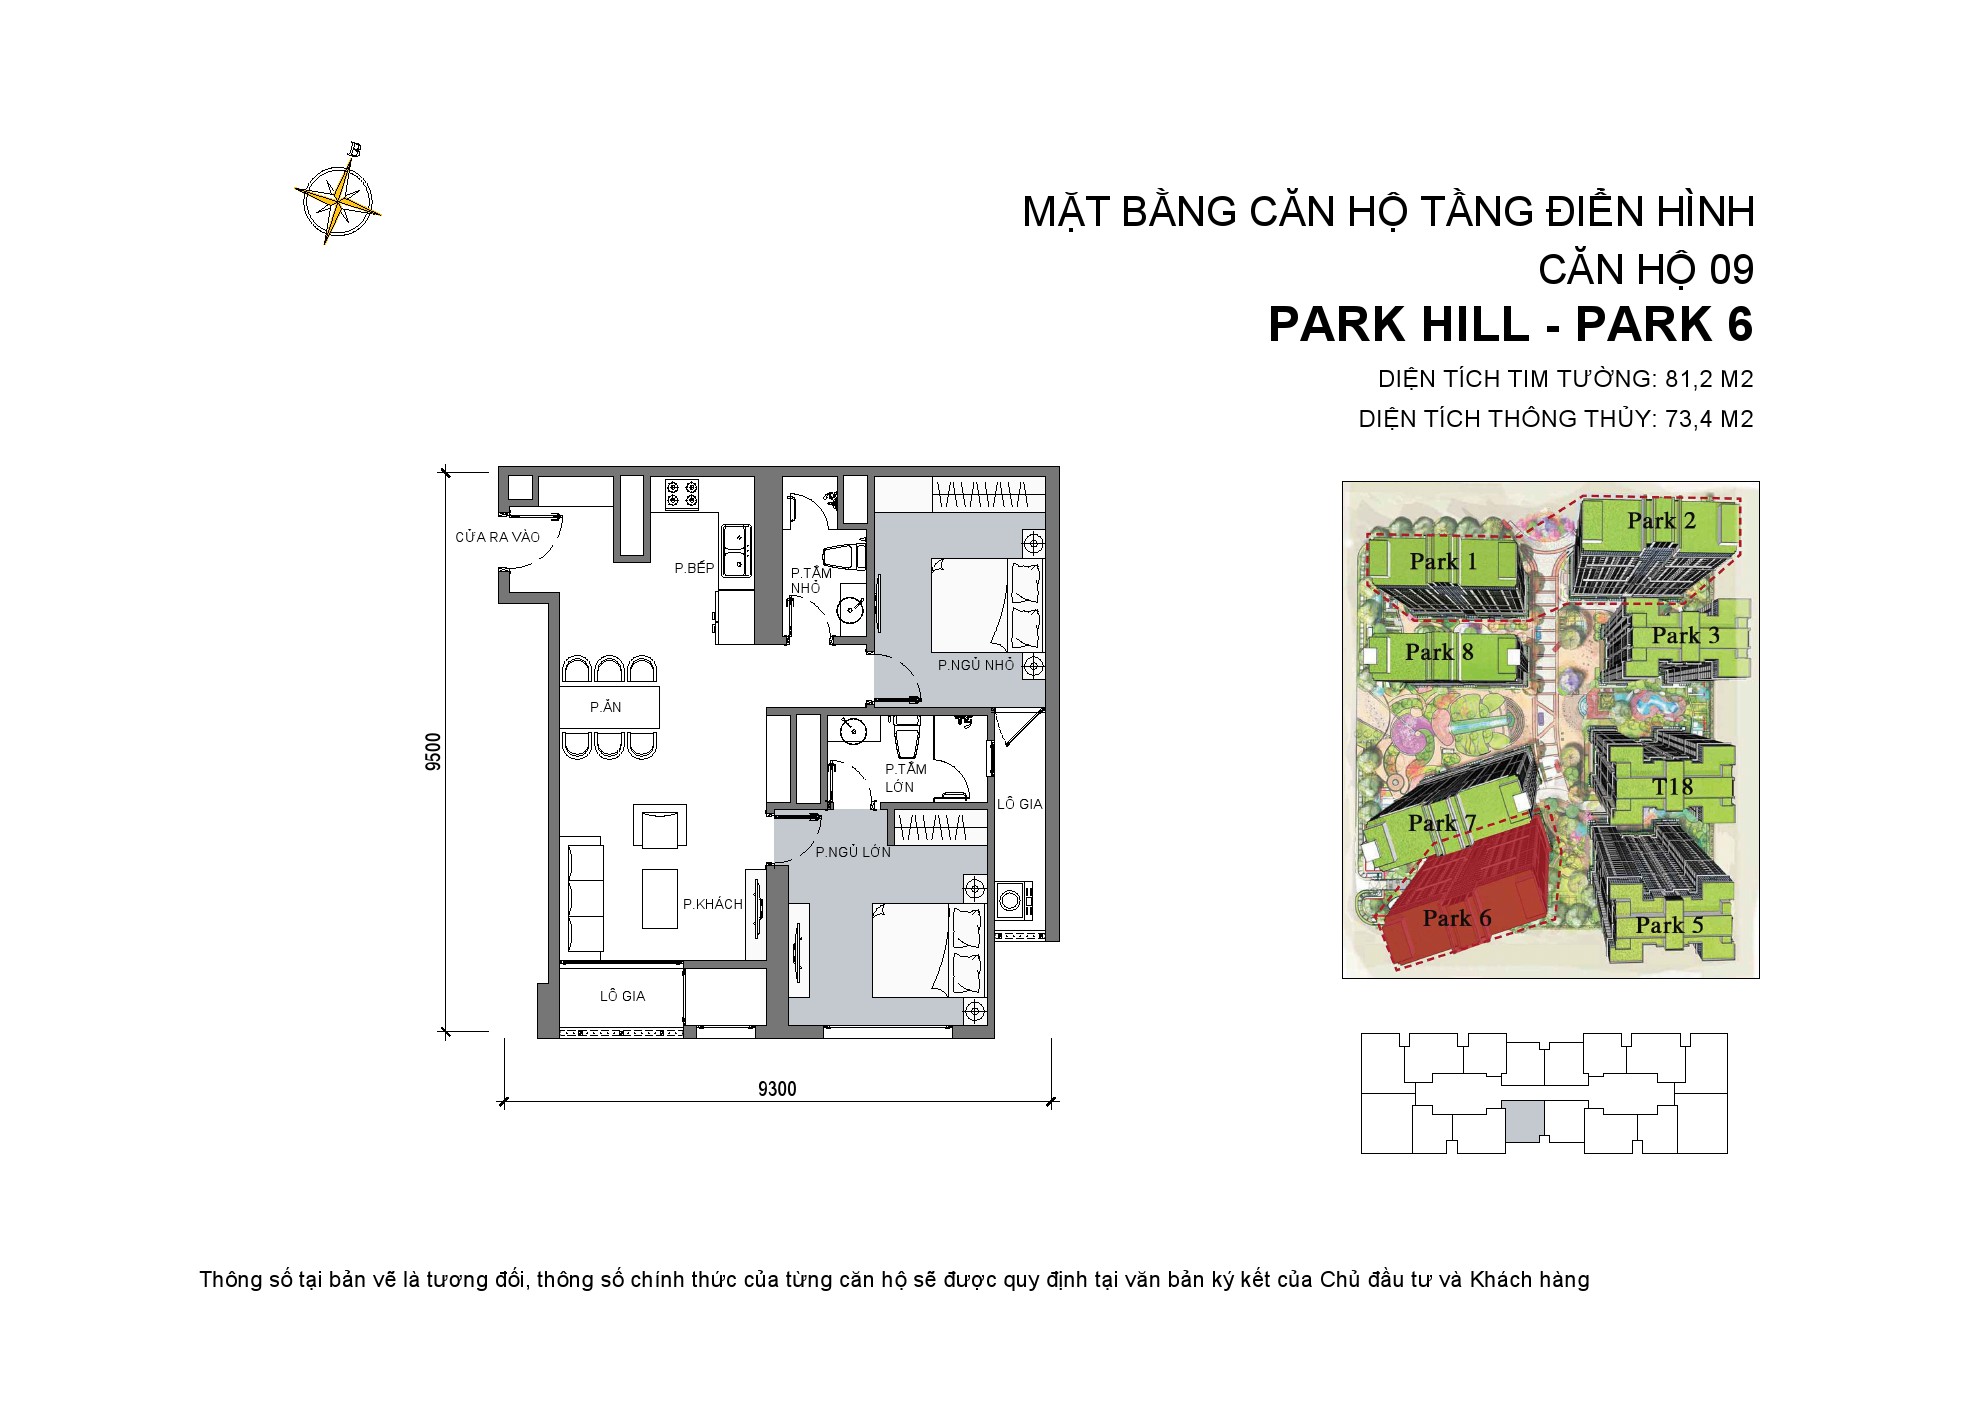 B
MẶT BẰNG CĂN HỘ TẦNG ĐIỂN HÌNH
CĂN HỘ 09
PARK HILL - PARK 6
DIỆN TÍCH TIM TƯỜNG: 81,2 M2
DIỆN TÍCH THÔNG THỦY: 73,4 M2
CỬA RA VÀO
P.BẾP
P.TẮM
NHỎ
P.NGỦ NHỎ
P.ĂN
P.TẮM
LỚN
LÔ GIA
P.NGỦ LỚN
P.KHÁCH
LÔ GIA
9500
9300
Park 2
Park 1
Park 3
Park 8
T18
Park 7
Park 6
Park 5
Thông số tại bản vẽ là tương đối, thông số chính thức của từng căn hộ sẽ được quy định tại văn bản ký kết của Chủ đầu tư và Khách hàng